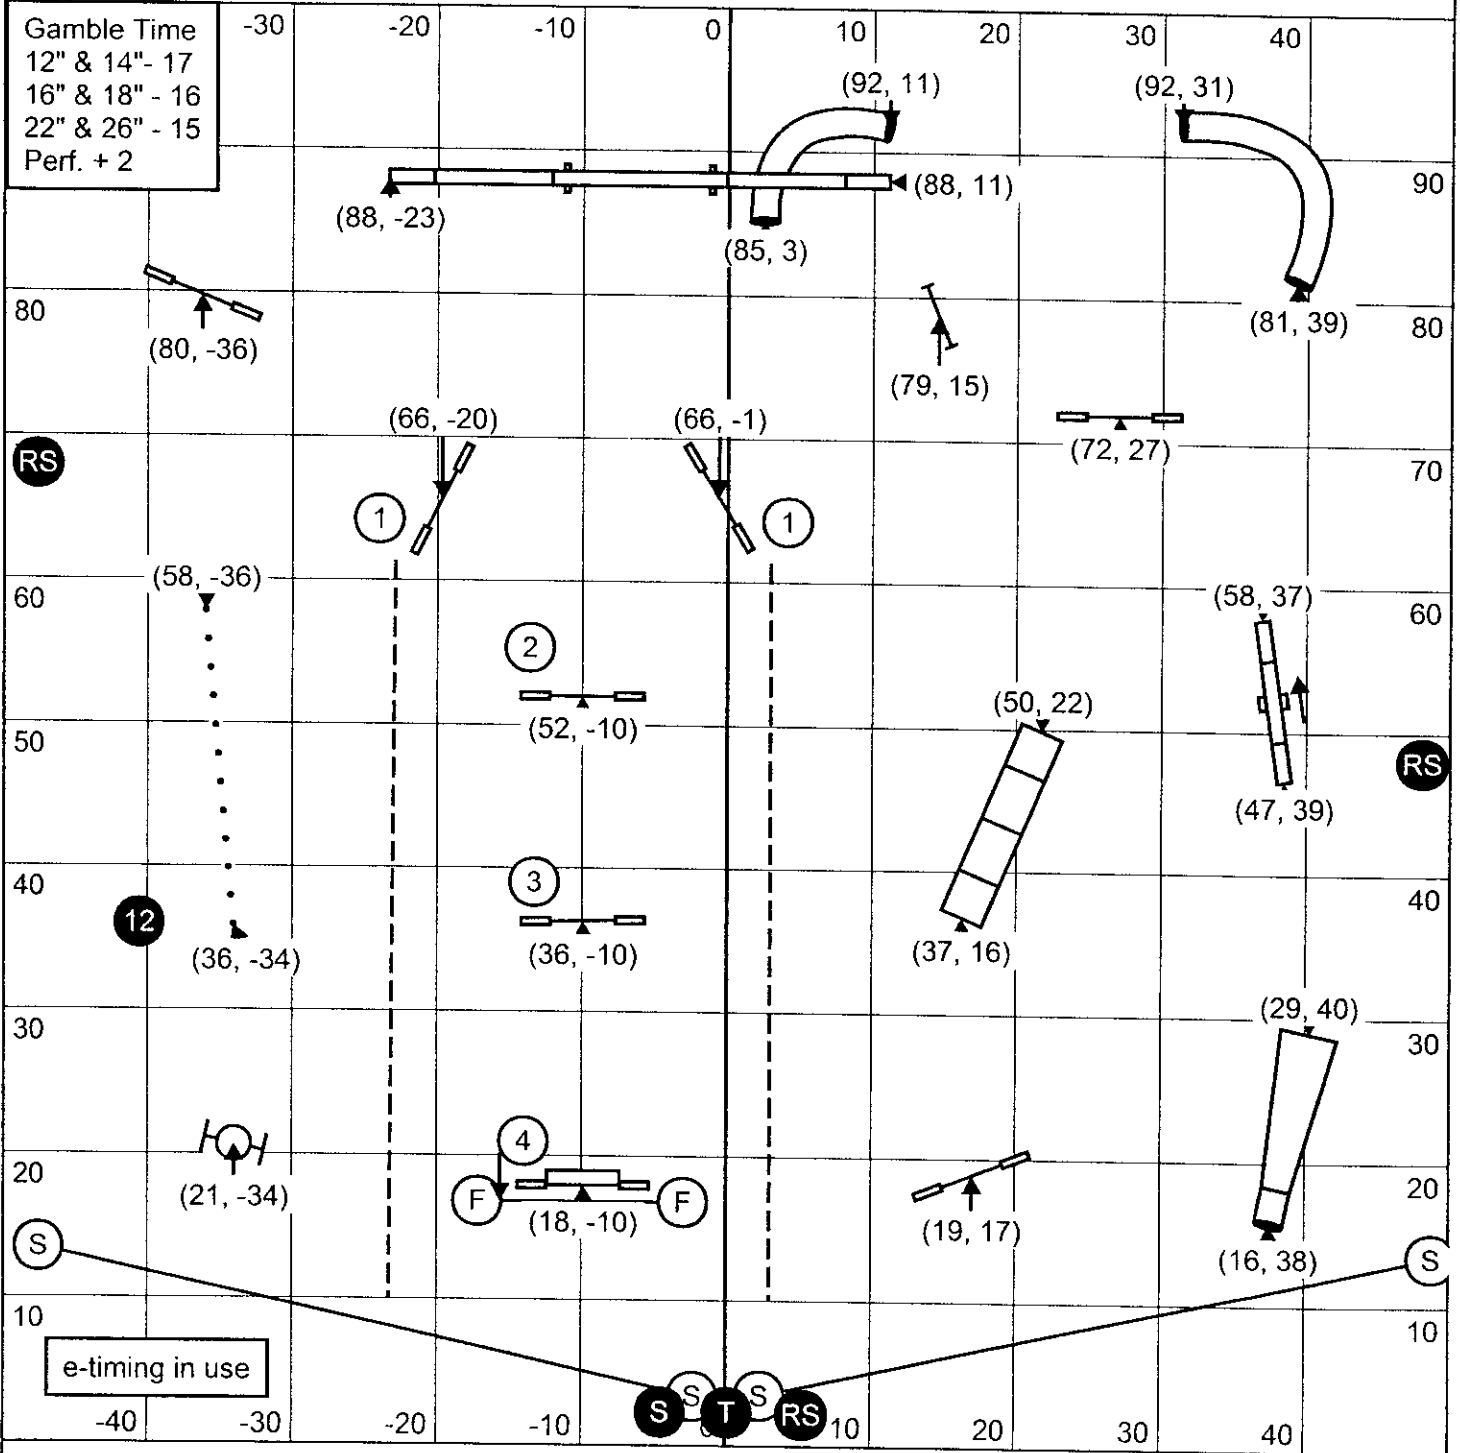 Gamble Time
12" & 14"- 17
16" & 18" - 16
22" & 26" - 15
Perf. + 2
-30 -20 -10 0 10 20 30 40
(92, 11) (92, 31)
90
(88, -23) (88, 11)
(85, 3)
80 80
(80, -36) (81, 39)
(79, 15)
(66, -20) (66, -1)
(72, 27)
RS 70
1 1
(58, -36) (58, 37)
60 60
2
(52, -10) (50, 22)
50 RS
(47, 39)
40 40
3
12
(36, -34) (36, -10) (37, 16)
(29, 40)
30 30
4
20 20
(21, -34) F F
(18, -10) (19, 17)
S (16, 38) S
10 10
e-timing in use
S S
S T RS
-40 -30 -20 -10 0 10 20 30 40